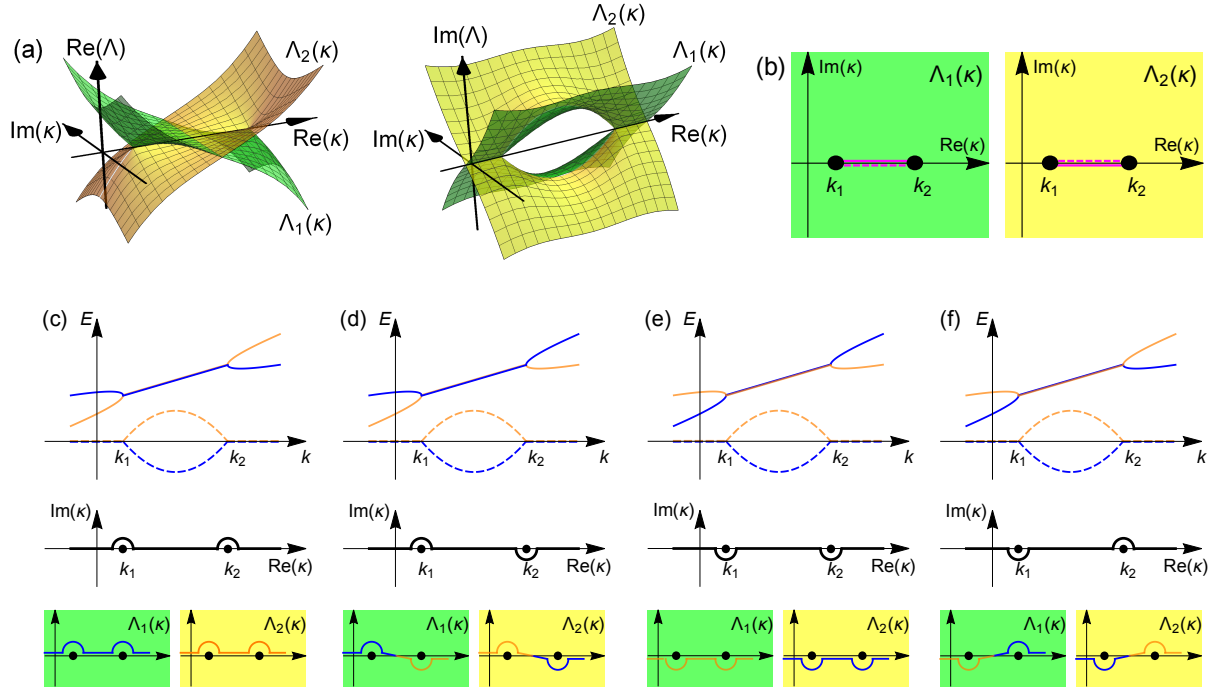 (a)
Re(Λ)
Λ₂(κ)
Im(κ)
Re(κ)
Λ₁(κ)
Im(Λ)
Λ₂(κ)
Λ₁(κ)
Im(κ)
Re(κ)
(b)
Im(κ)
Λ₁(κ)
Re(κ)
k₁
k₂
Im(κ)
Λ₂(κ)
Re(κ)
k₁
k₂
(c)
E
k₁
k₂
k
Im(κ)
k₁
k₂
Re(κ)
Λ₁(κ)
Λ₂(κ)
(d)
E
k₁
k₂
k
Im(κ)
k₁
k₂
Re(κ)
Λ₁(κ)
Λ₂(κ)
(e)
E
k₁
k₂
k
Im(κ)
k₁
k₂
Re(κ)
Λ₁(κ)
Λ₂(κ)
(f)
E
k₁
k₂
k
Im(κ)
k₁
k₂
Re(κ)
Λ₁(κ)
Λ₂(κ)